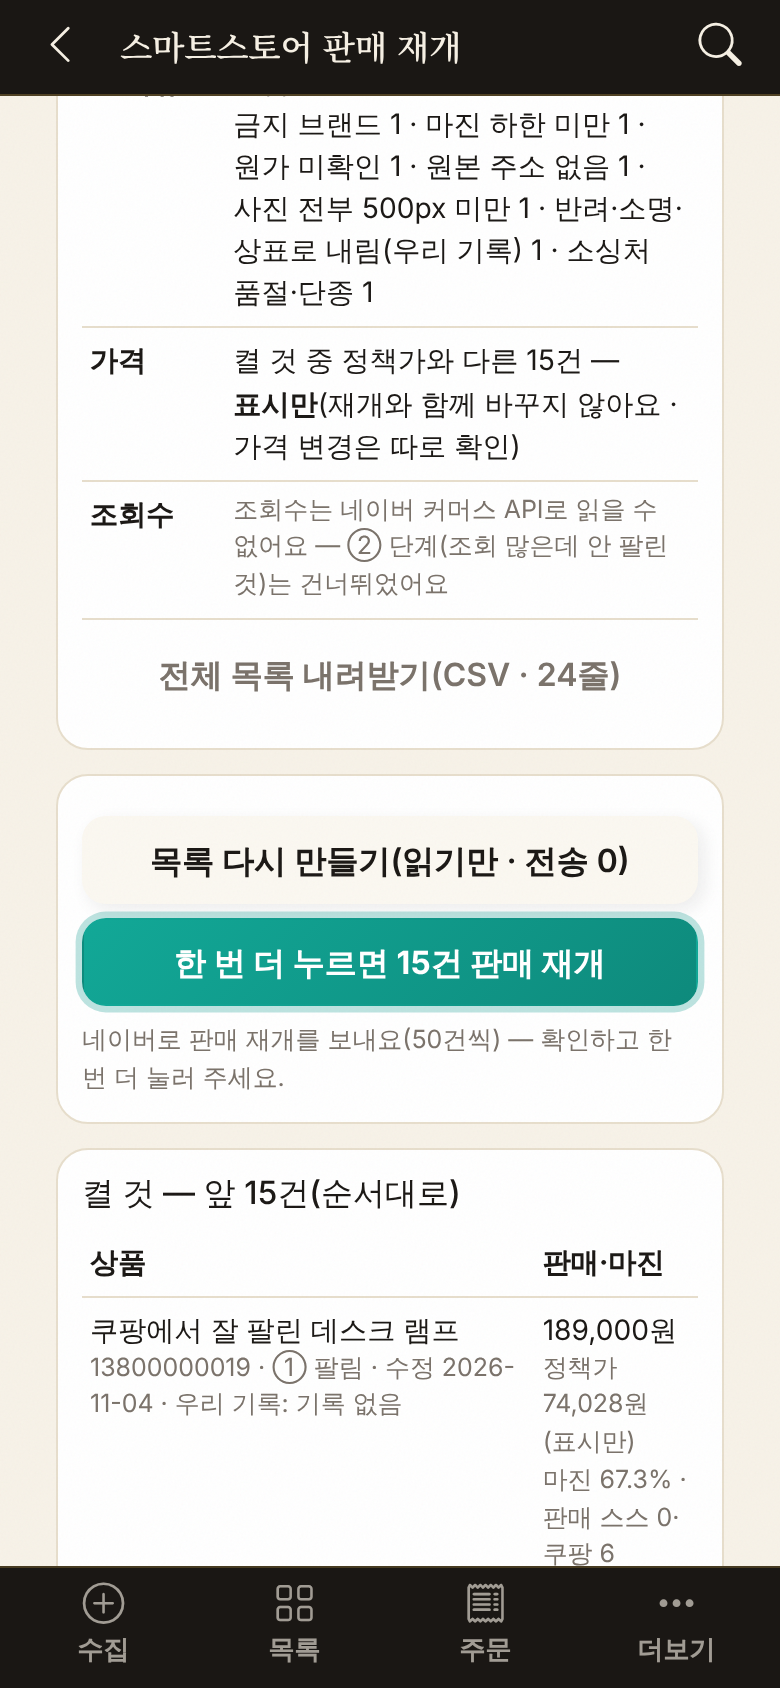 스마트스토어 판매 재개
금지 브랜드 1 · 마진 하한 미만 1 ·
원가 미확인 1 · 원본 주소 없음 1 ·
사진 전부 500px 미만 1 · 반려·소명·
상표로 내림(우리 기록) 1 · 소싱처
품절·단종 1
가격
켤 것 중 정책가와 다른 15건 —
표시만(재개와 함께 바꾸지 않아요 ·
가격 변경은 따로 확인)
조회수
조회수는 네이버 커머스 API로 읽을 수
없어요 — ② 단계(조회 많은데 안 팔린
것)는 건너뛰었어요
전체 목록 내려받기(CSV · 24줄)
목록 다시 만들기(읽기만 · 전송 0)
한 번 더 누르면 15건 판매 재개
네이버로 판매 재개를 보내요(50건씩) — 확인하고 한
번 더 눌러 주세요.
켤 것 — 앞 15건(순서대로)
상품
판매·마진
쿠팡에서 잘 팔린 데스크 램프
13800000019 · ① 팔림 · 수정 2026-
11-04 · 우리 기록: 기록 없음
189,000원
정책가
74,028원
(표시만)
마진 67.3% ·
판매 스스 0·
쿠팡 6
수집
목록
주문
더보기